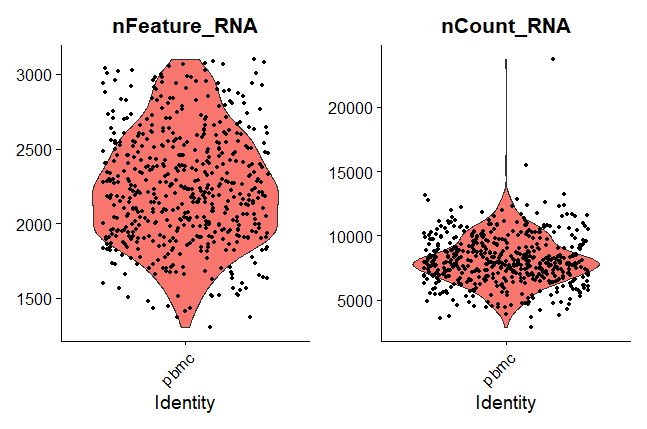 nFeature_RNA
3000
2500
2000
1500
pbmc
Identity
nCount_RNA
20000
15000
10000
5000
pbmc
Identity